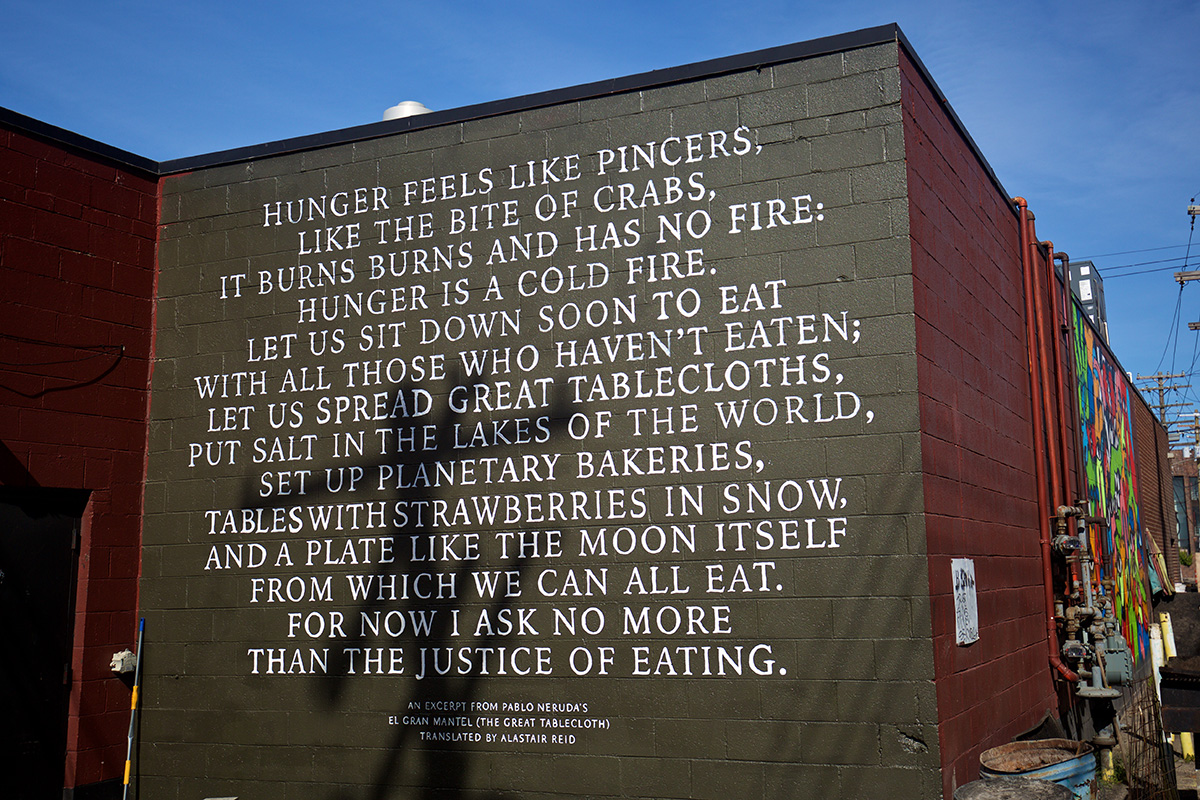 HUNGER FEELS LIKE PINCERS,
LIKE THE BITE OF CRABS,
IT BURNS BURNS AND HAS NO FIRE:
HUNGER IS A COLD FIRE.
LET US SIT DOWN SOON TO EAT
WITH ALL THOSE WHO HAVEN'T EATEN;
LET US SPREAD GREAT TABLECLOTHS,
PUT SALT IN THE LAKES OF THE WORLD,
SET UP PLANETARY BAKERIES,
TABLES WITH STRAWBERRIES IN SNOW,
AND A PLATE LIKE THE MOON ITSELF
FROM WHICH WE CAN ALL EAT.
FOR NOW I ASK NO MORE
THAN THE JUSTICE OF EATING.
AN EXCERPT FROM PABLO NERUDA'S
EL GRAN MANTEL (THE GREAT TABLECLOTH)
TRANSLATED BY ALASTAIR REID